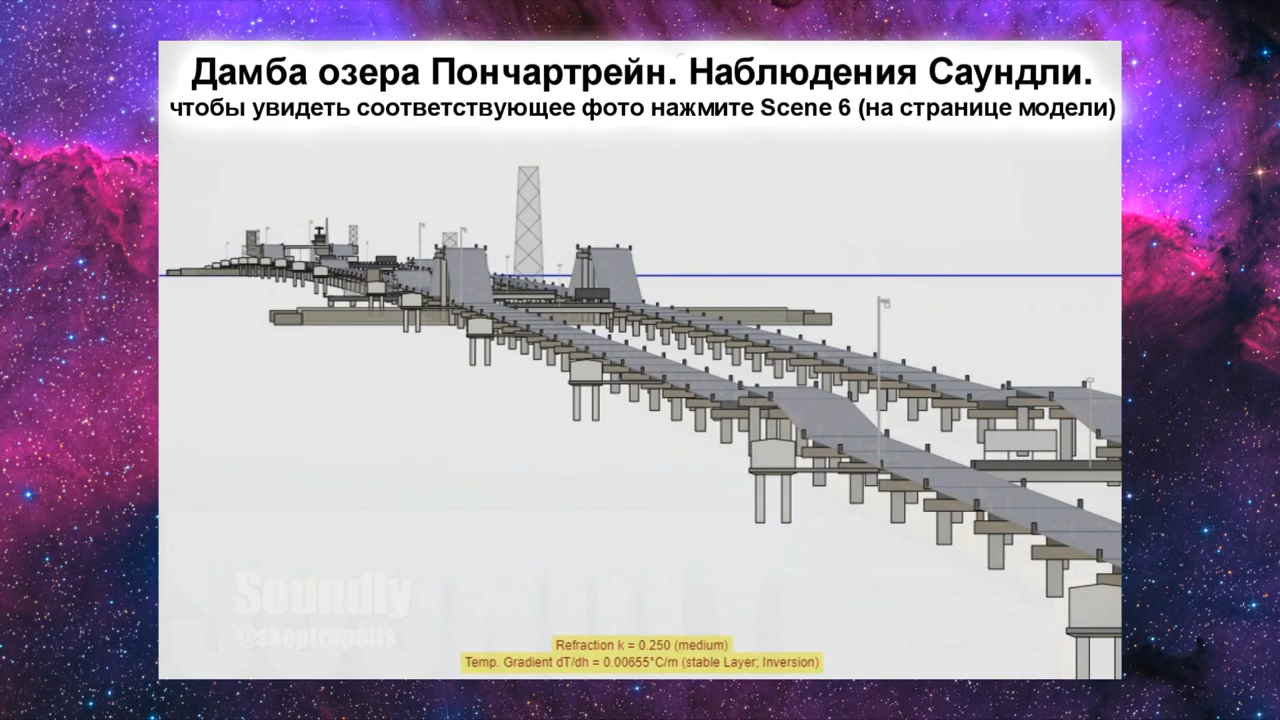 Дамба озера Пончартрейн. Наблюдения Саундли.
чтобы увидеть соответствующее фото нажмите Scene 6 (на странице модели)
Soundly
@skeptropolis
Refraction k = 0.250 (medium)
Temp. Gradient dT/dh = 0.00655°C/m (stable Layer; Inversion)